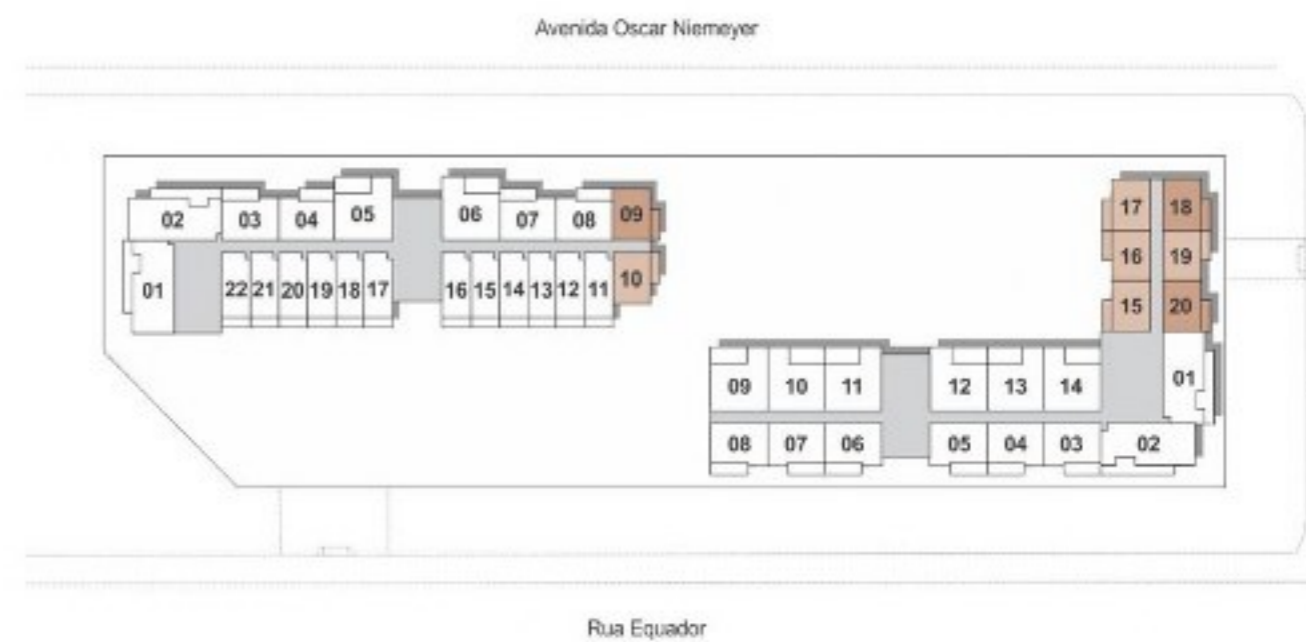 Avenida Oscar Niemeyer
02 03 04 05 06 07 08 09
01 22 21 20 19 18 17 16 15 14 13 12 11 10
17 18
16 19
15 20
09 10 11 12 13 14 01
08 07 06 05 04 03 02
Rua Equador